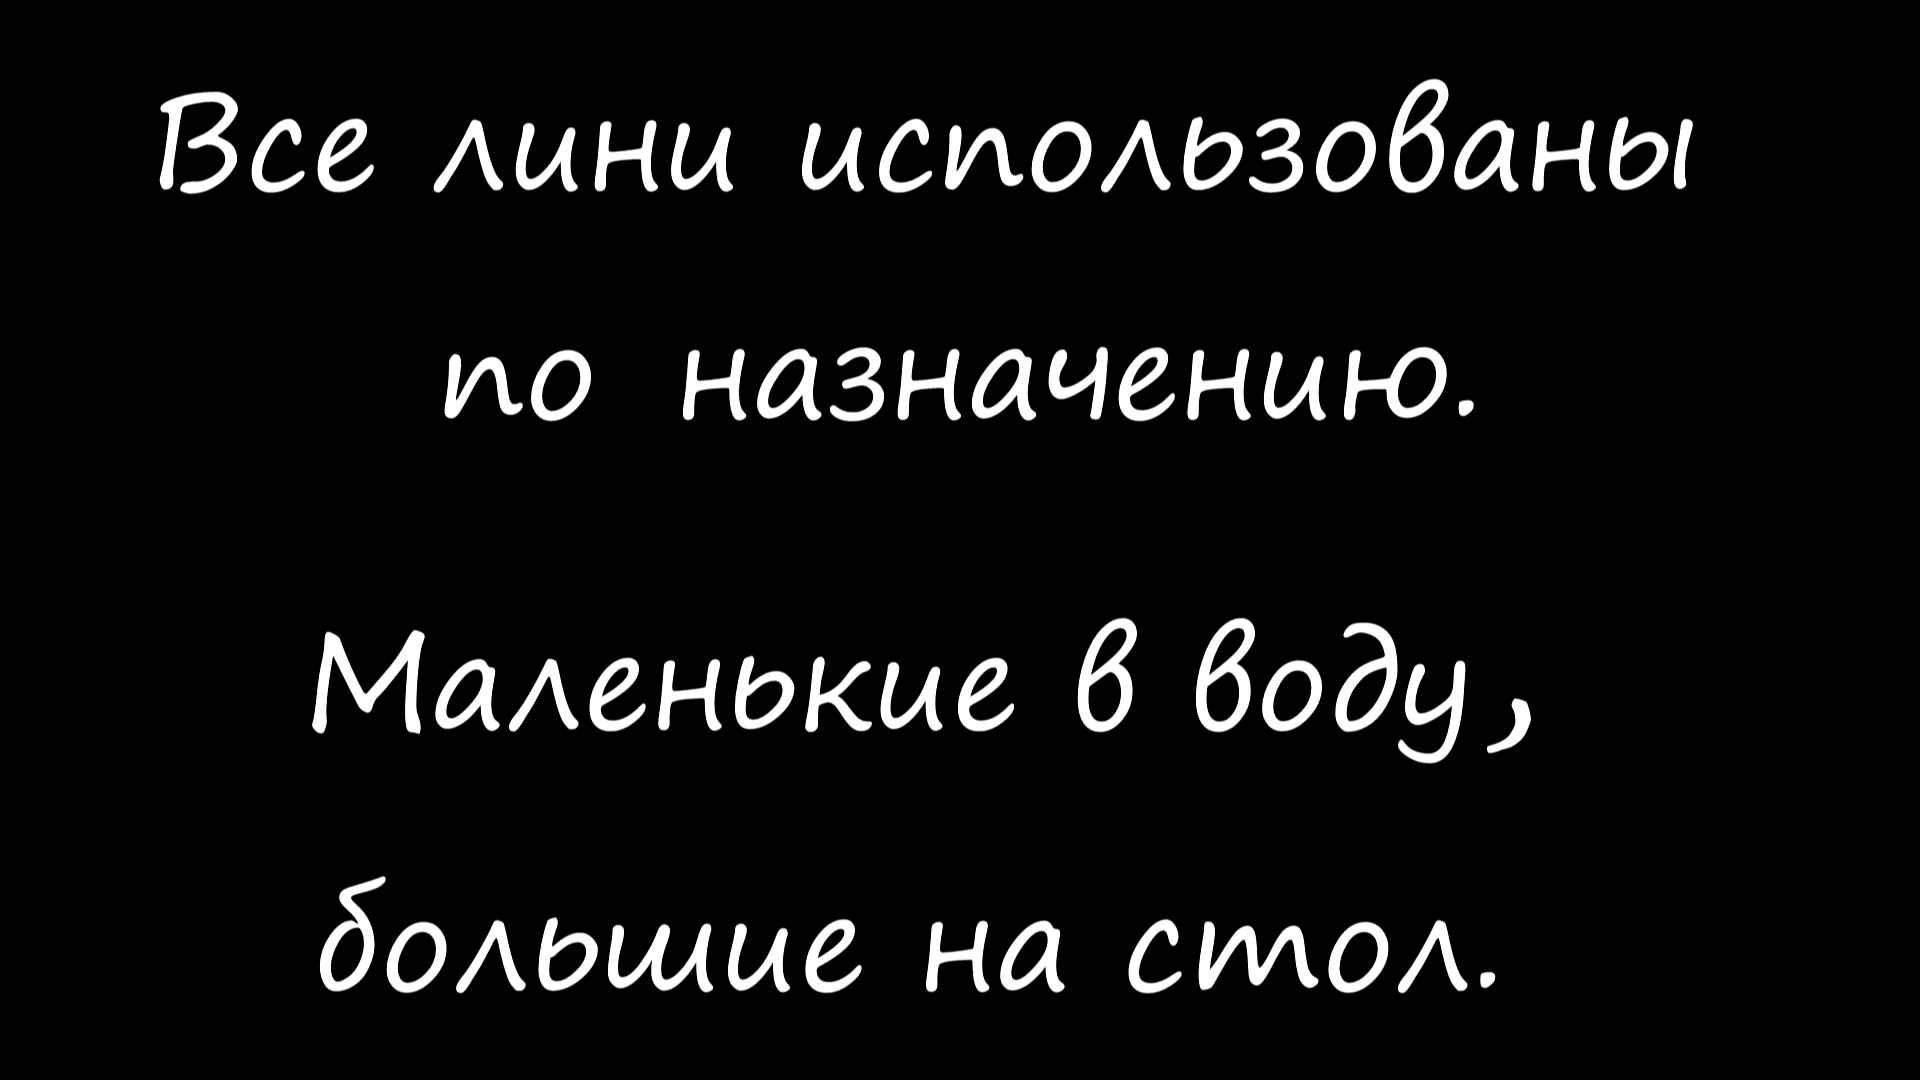 Все лини использованы
по назначению.
Маленькие в воду,
большие на стол.